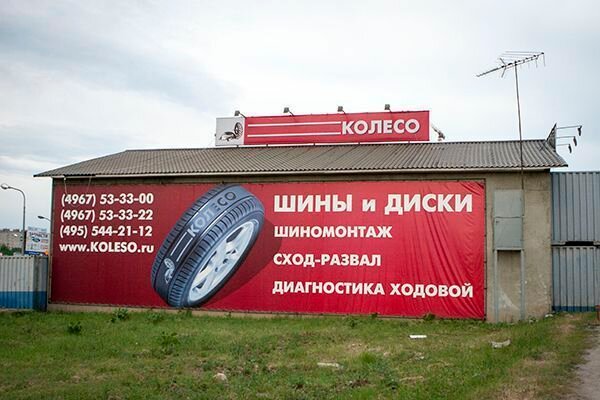 КОЛЕСО
(4967) 53-33-00
(4967) 53-33-22
(495) 544-21-12
www.KOLESO.ru
КОЛЕСО
ШИНЫ и ДИСКИ
ШИНОМОНТАЖ
СХОД-РАЗВАЛ
ДИАГНОСТИКА ХОДОВОЙ